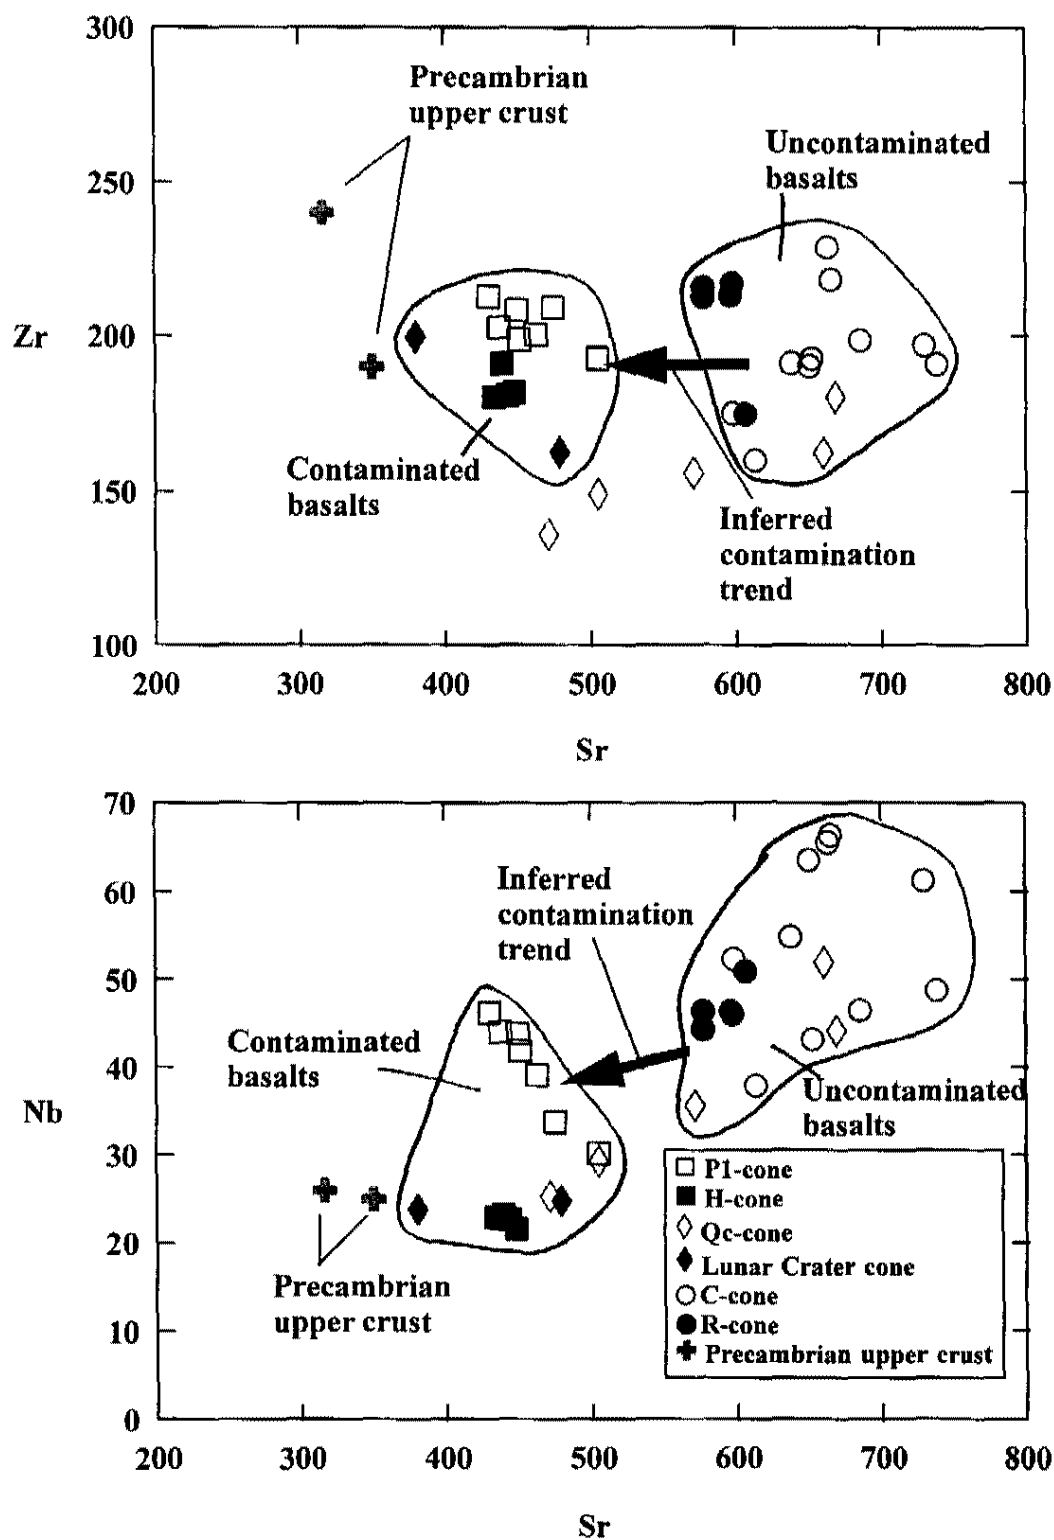 300
Precambrian
upper crust
Uncontaminated
basalts
250
Zr
200
Contaminated
basalts
150
Inferred
contamination
trend
100
200 300 400 500 600 700 800
Sr
70
Inferred
contamination
trend
60
50
Contaminated
basalts
40
Nb
Uncontaminated
basalts
30
P1-cone
H-cone
Qc-cone
Lunar Crater cone
C-cone
R-cone
Precambrian upper crust
20
Precambrian
upper crust
10
0
200 300 400 500 600 700 800
Sr